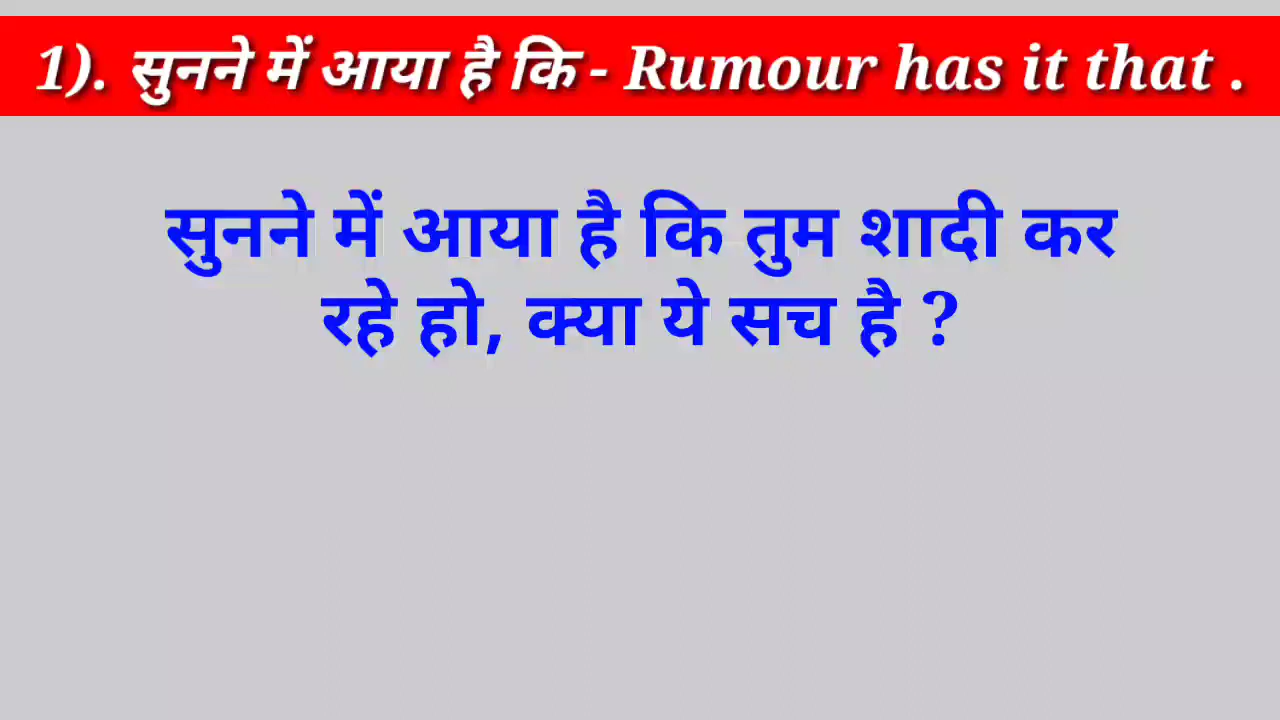 1). सुनने में आया है कि - Rumour has it that .
सुनने में आया है कि तुम शादी कर
रहे हो, क्या ये सच है ?